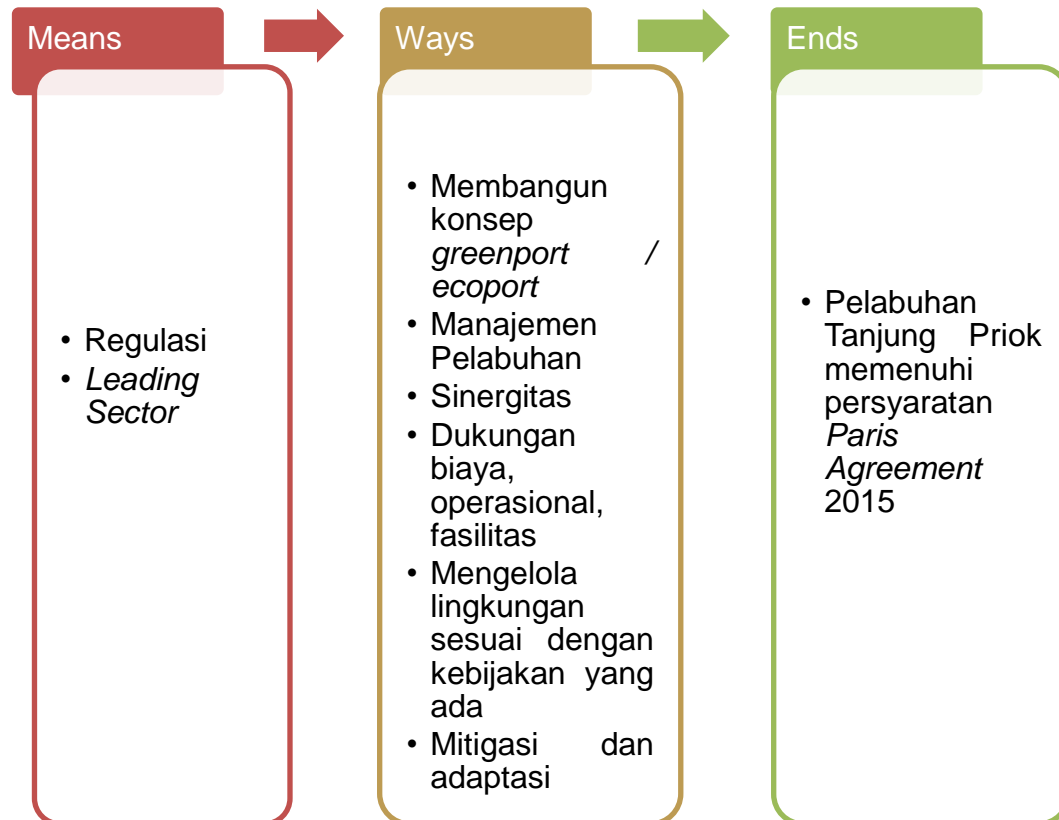 Means
Ways
Ends
• Regulasi
• Leading
Sector
• Membangun
konsep
greenport /
ecoport
• Manajemen
Pelabuhan
• Sinergitas
• Dukungan
biaya,
operasional,
fasilitas
• Mengelola
lingkungan
sesuai dengan
kebijakan yang
ada
• Mitigasi dan
adaptasi
• Pelabuhan
Tanjung Priok
memenuhi
persyaratan
Paris
Agreement
2015